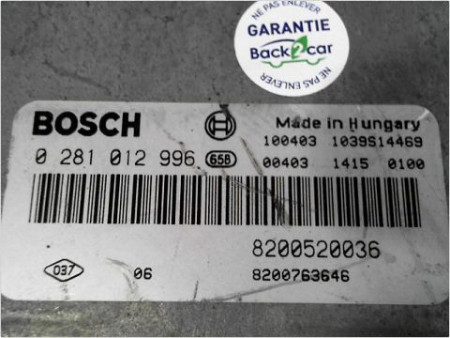 NE PAS ENLEVER
GARANTIE
Back2car
NE PAS ENLEVER
BOSCH
Made in Hungary
100403 1039S14469
0 281 012 996 65B
00403 1415 0100
8200520036
037
06
8200763646